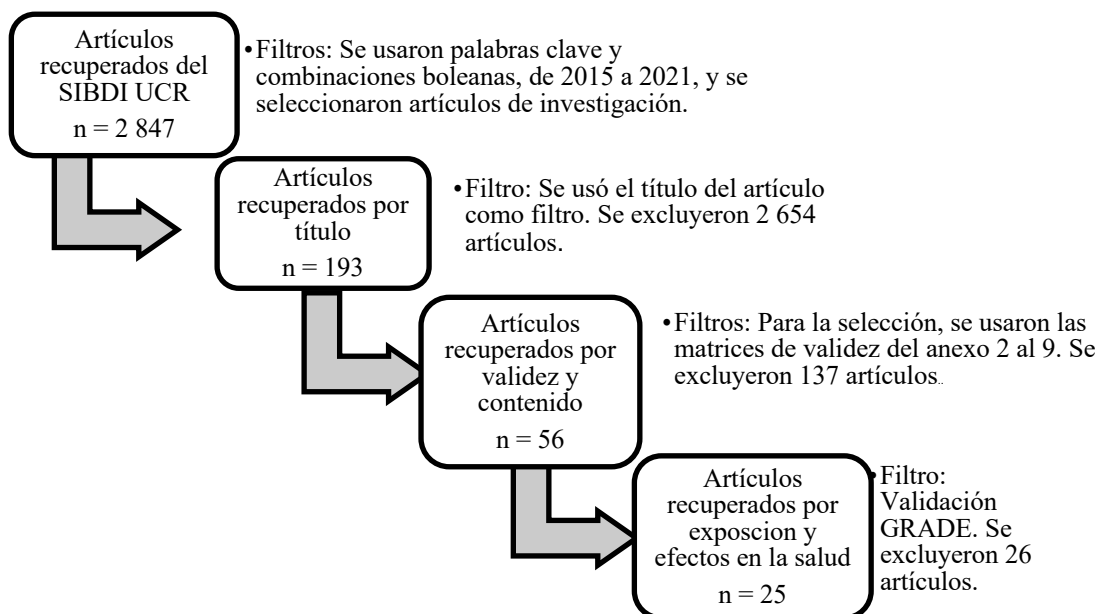 Artículos
recuperados del
SIBDI UCR
n = 2 847
•Filtros: Se usaron palabras clave y
combinaciones boleanas, de 2015 a 2021, y se
seleccionaron artículos de investigación.
Artículos
recuperados por
título
n = 193
•Filtro: Se usó el título del artículo
como filtro. Se excluyeron 2 654
artículos.
Artículos
recuperados por
validez y
contenido
n = 56
•Filtros: Para la selección, se usaron las
matrices de validez del anexo 2 al 9. Se
excluyeron 137 artículos..
Artículos
recuperados por
exposcion y
efectos en la salud
n = 25
•Filtro:
Validación
GRADE. Se
excluyeron 26
artículos.